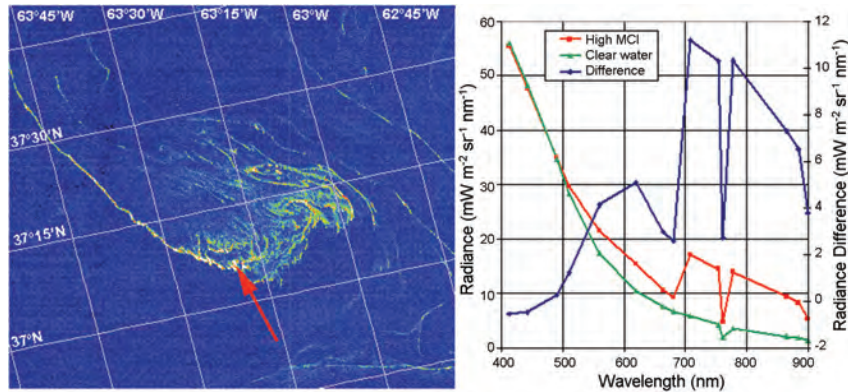 63°45'W
63°30'W
63°15'W
63°W
62°45'W
37°30'N
37°15'N
37°N
60
50
40
30
20
10
0
Radiance (mW m-2 sr-1 nm-1)
High MCI
Clear water
Difference
12
10
8
6
4
2
0
-2
Radiance Difference (mW m-2 sr-1 nm-1)
400 500 600 700 800 900
Wavelength (nm)